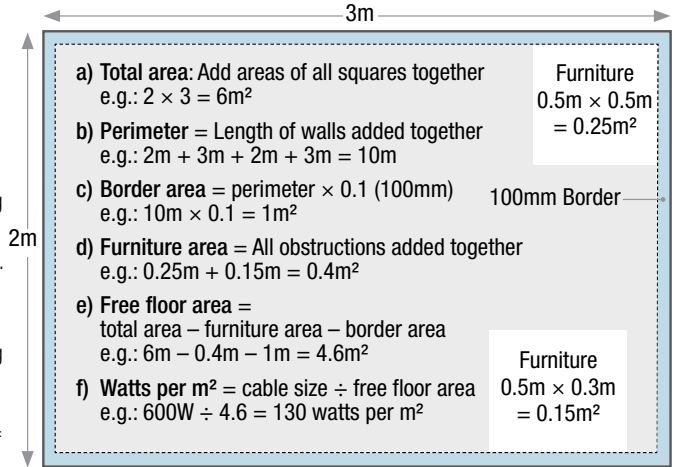 3m
a) Total area: Add areas of all squares together
e.g.: 2 × 3 = 6m²
b) Perimeter = Length of walls added together
e.g.: 2m + 3m + 2m + 3m = 10m
c) Border area = perimeter × 0.1 (100mm)
e.g.: 10m × 0.1 = 1m²
d) Furniture area = All obstructions added together
e.g.: 0.25m + 0.15m = 0.4m²
e) Free floor area =
total area – furniture area – border area
e.g.: 6m – 0.4m – 1m = 4.6m²
f) Watts per m² = cable size ÷ free floor area
e.g.: 600W ÷ 4.6 = 130 watts per m²
Furniture
0.5m × 0.5m
= 0.25m²
100mm Border
2m
Furniture
0.5m × 0.3m
= 0.15m²